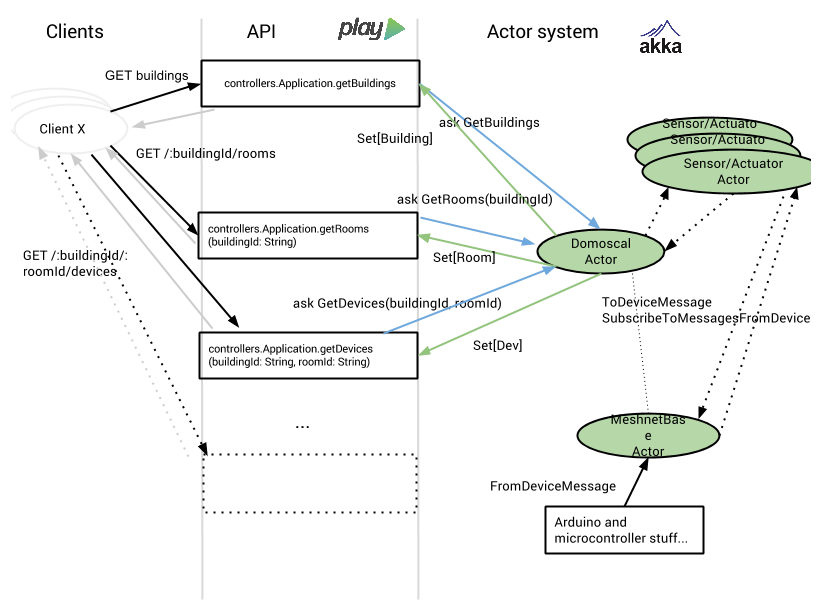 Clients
API
play
Actor system
akka
GET buildings
controllers.Application.getBuildings
Client X
ask GetBuildings
Set[Building]
Sensor/Actuato
Sensor/Actuato
Sensor/Actuator
Actor
GET /:buildingId/rooms
ask GetRooms(buildingId)
controllers.Application.getRooms
(buildingId: String)
Domoscal
Actor
GET /:buildingId/:
roomId/devices
Set[Room]
ask GetDevices(buildingId, roomId)
ToDeviceMessage
SubscribeToMessagesFromDevice
controllers.Application.getDevices
(buildingId: String, roomId: String)
Set[Dev]
...
MeshnetBas
e
Actor
FromDeviceMessage
Arduino and
microcontroller stuff...